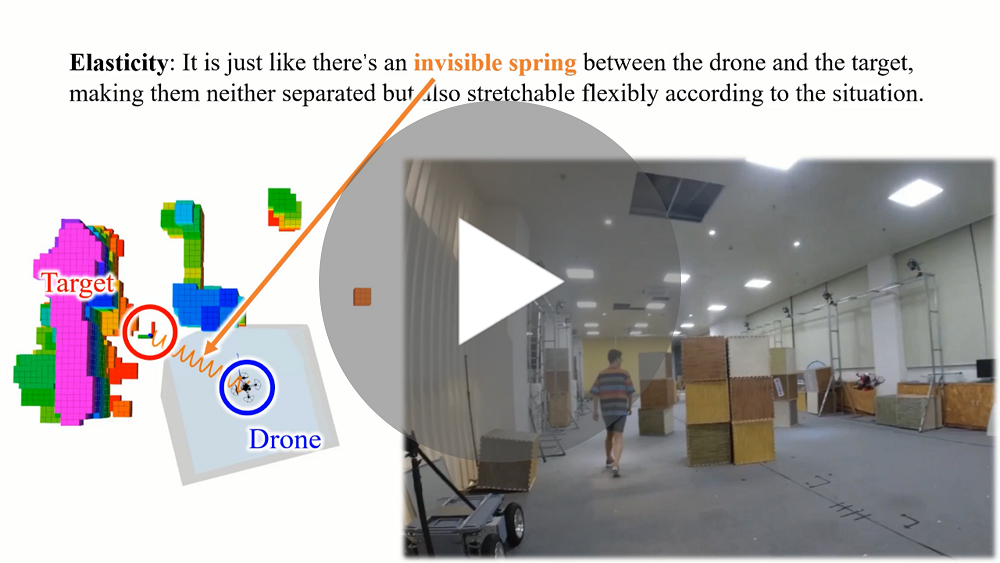 Elasticity: It is just like there's an invisible spring between the drone and the target,
making them neither separated but also stretchable flexibly according to the situation.
Target
Drone